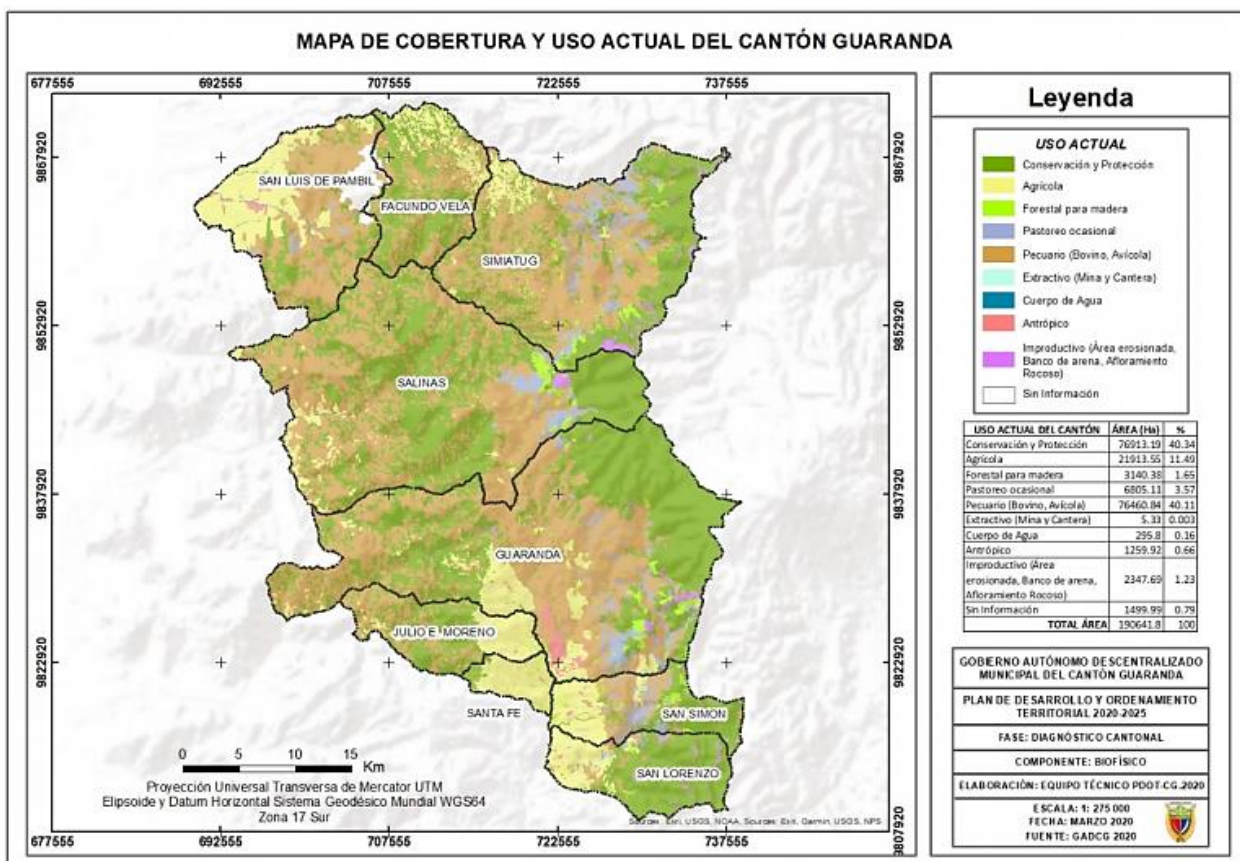 MAPA DE COBERTURA Y USO ACTUAL DEL CANTÓN GUARANDA
677555 692555 707555 722555 737555
9867920 9867920
9852920 9852920
9837920 9837920
9822920 9822920
9807920
SAN LUIS DE PAMBIL
FACUNDO VELA
SIMIATUG
SALINAS
GUARANDA
JULIO E. MORENO
SANTA FE
SAN SIMON
SAN LORENZO
0 5 10 15
Km
Proyección Universal Transversa de Mercator UTM
Elipsoide y Datum Horizontal Sistema Geodésico Mundial WGS64
Zona 17 Sur
Sources: Esri, USGS, NOAA, Sources: Esri, Garmin, USGS, NPS
677555 692555 707555 722555 737555
Leyenda
USO ACTUAL
Conservación y Protección
Agrícola
Forestal para madera
Pastoreo ocasional
Pecuario (Bovino, Avícola)
Extractivo (Mina y Cantera)
Cuerpo de Agua
Antrópico
Improductivo (Área erosionada,
Banco de arena, Afloramiento
Rocoso)
Sin Información
USO ACTUAL DEL CANTÓN ÁREA (Ha) %
Conservación y Protección 76913.19 40.34
Agrícola 21913.55 11.49
Forestal para madera 3140.38 1.65
Pastoreo ocasional 6805.11 3.57
Pecuario (Bovino, Avícola) 76460.84 40.11
Extractivo (Mina y Cantera) 5.33 0.003
Cuerpo de Agua 295.8 0.16
Antrópico 1259.92 0.66
Improductivo (Área
erosionada, Banco de arena, 2347.69 1.23
Afloramiento Rocoso)
Sin Información 1499.99 0.79
TOTAL ÁREA 190641.8 100
GOBIERNO AUTÓNOMO DESCENTRALIZADO
MUNICIPAL DEL CANTÓN GUARANDA
PLAN DE DESARROLLO Y ORDENAMIENTO
TERRITORIAL 2020-2025
FASE: DIAGNÓSTICO CANTONAL
COMPONENTE: BIOFÍSICO
ELABORACIÓN: EQUIPO TÉCNICO PDOT-CG.2020
ESCALA: 1: 275 000
FECHA: MARZO 2020
FUENTE: GADCG 2020